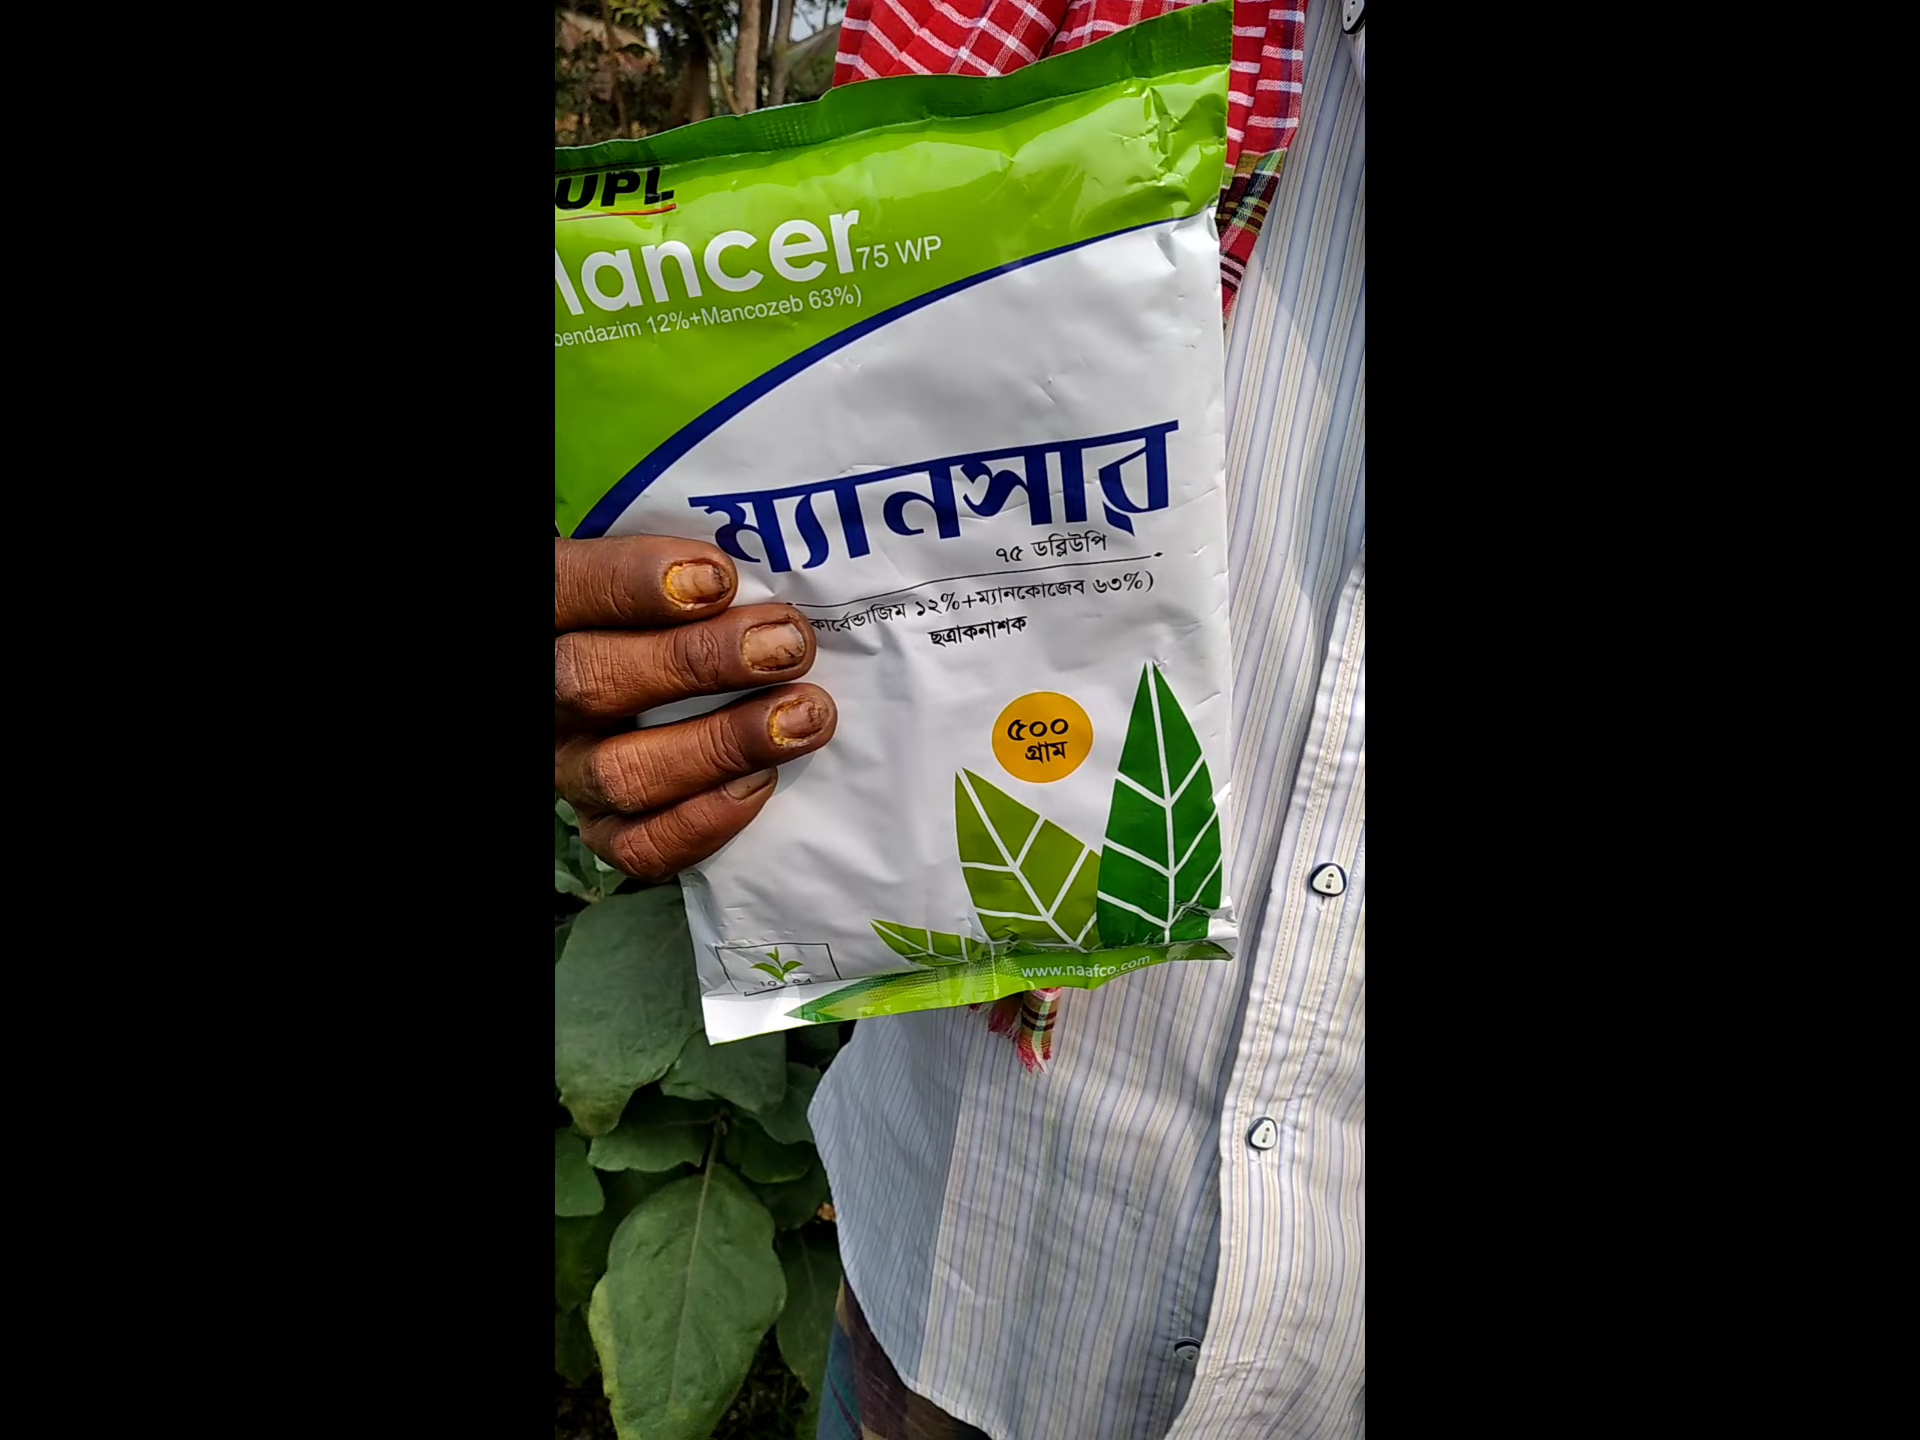 UPL
Mancer 75 WP
bendazim 12%+Mancozeb 63%)
ম্যানসার
৭৫ ডব্লিউপি
কার্বেন্ডাজিম ১২%+ম্যানকোজেব ৬৩%)
ছত্রাকনাশক
৫০০
গ্রাম
www.naafco.com